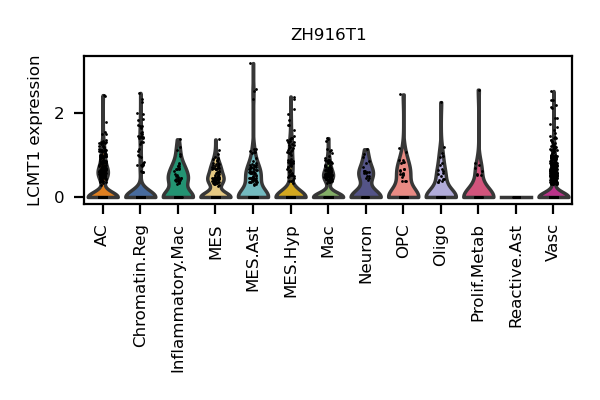 ZH916T1
LCMT1 expression
2
0
AC
Chromatin.Reg
Inflammatory.Mac
MES
MES.Ast
MES.Hyp
Mac
Neuron
OPC
Oligo
Prolif.Metab
Reactive.Ast
Vasc